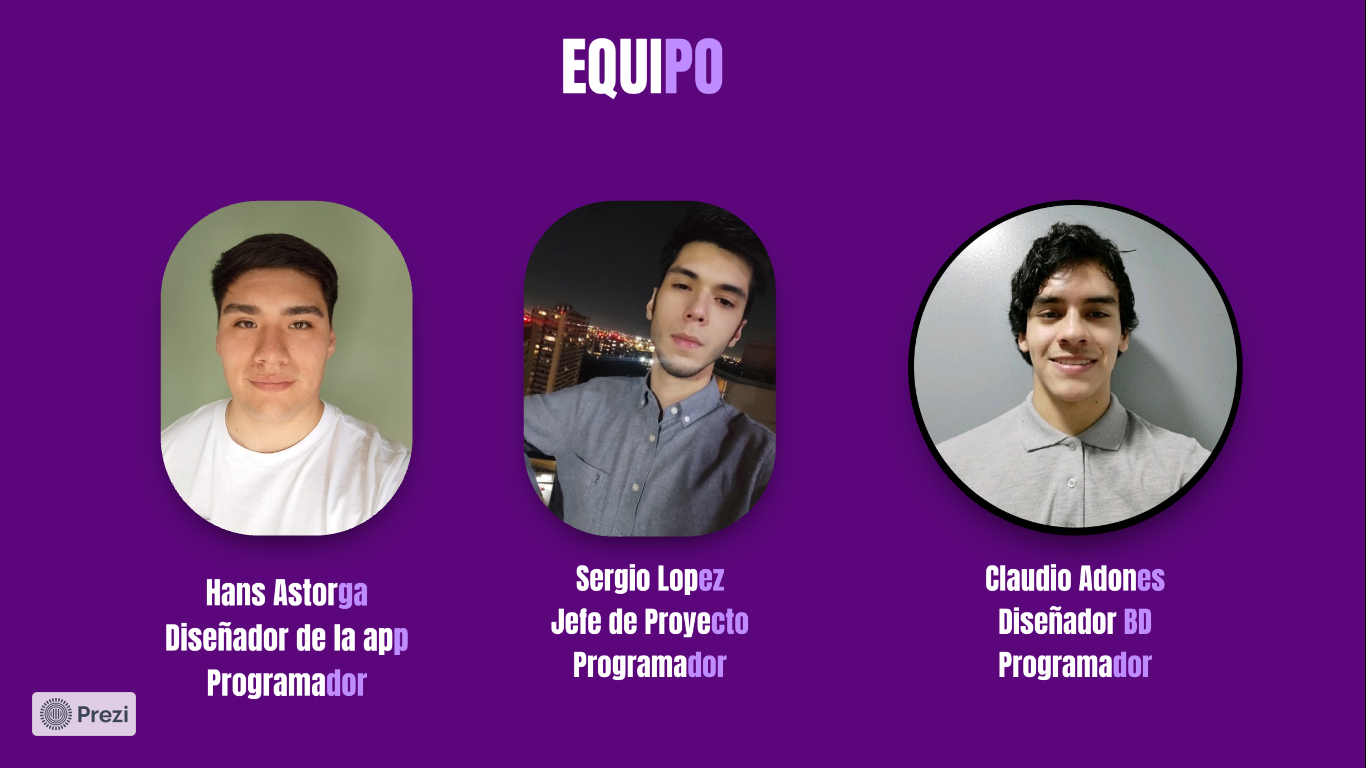 EQUIPO
Hans Astorga
Diseñador de la app
Programador
Sergio Lopez
Jefe de Proyecto
Programador
Claudio Adones
Diseñador BD
Programador
Prezi